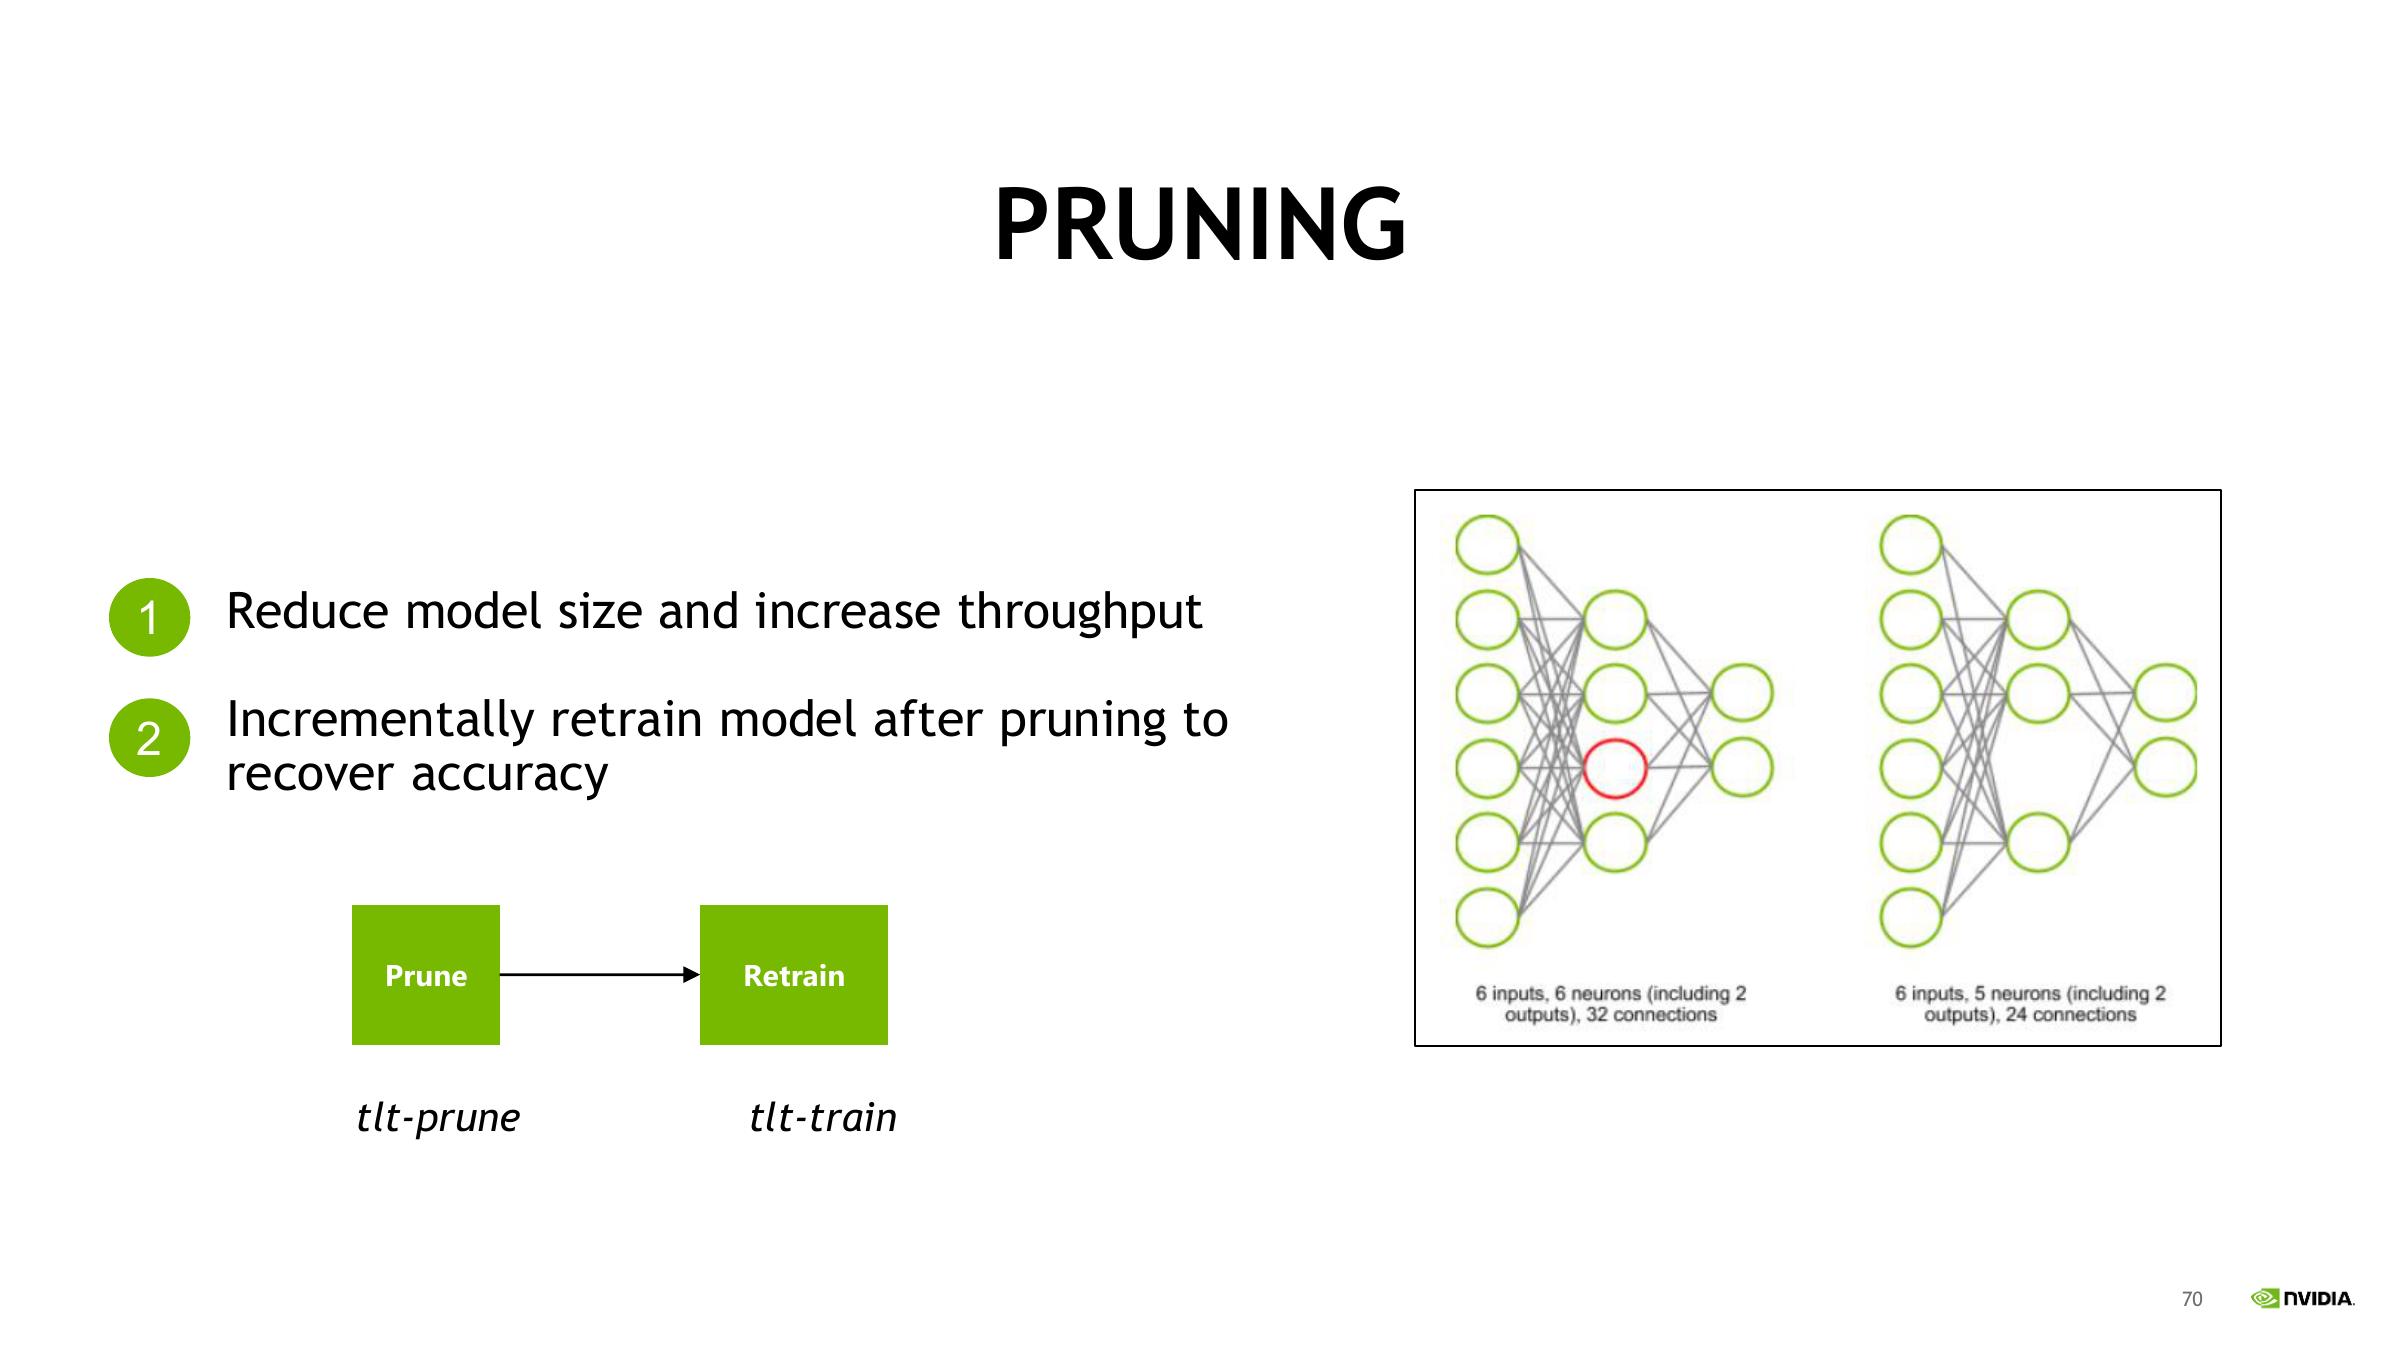 PRUNING
1
Reduce model size and increase throughput
2
Incrementally retrain model after pruning to
recover accuracy
Prune
Retrain
tlt-prune
tlt-train
6 inputs, 6 neurons (including 2
outputs), 32 connections
6 inputs, 5 neurons (including 2
outputs), 24 connections
70
NVIDIA.